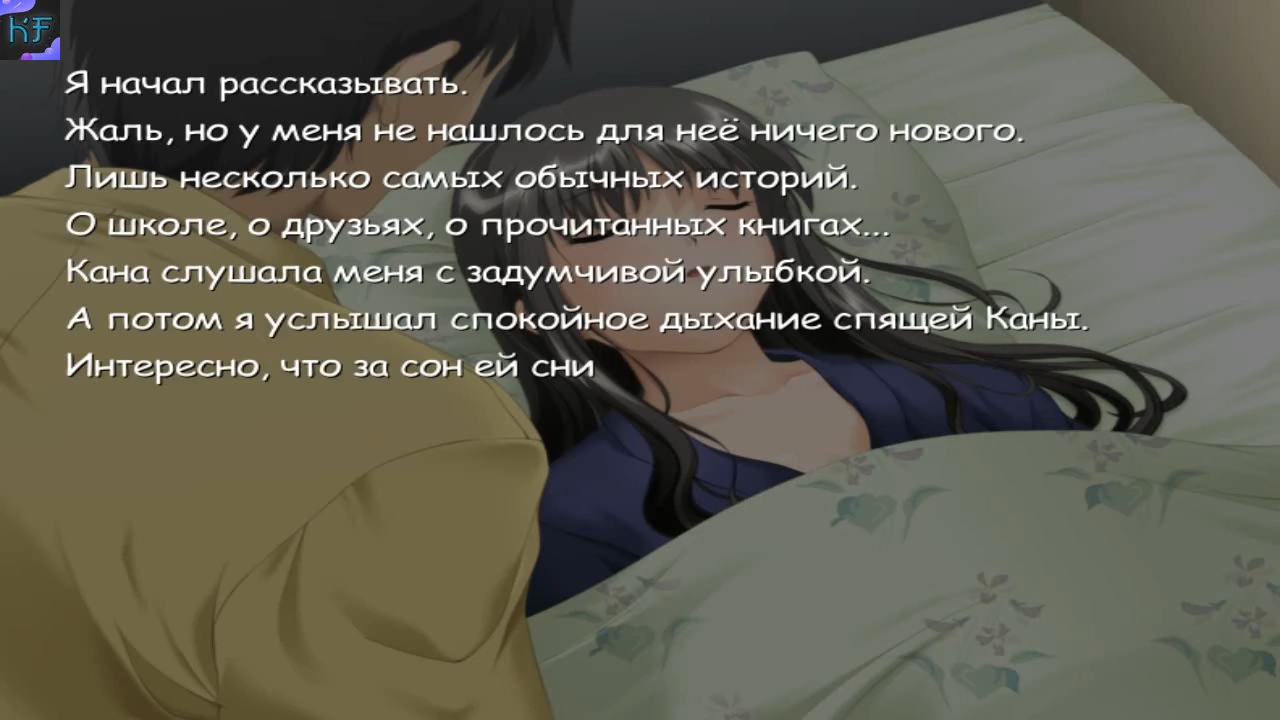 Я начал рассказывать.
Жаль, но у меня не нашлось для неё ничего нового.
Лишь несколько самых обычных историй.
О школе, о друзьях, о прочитанных книгах...
Кана слушала меня с задумчивой улыбкой.
А потом я услышал спокойное дыхание спящей Каны.
Интересно, что за сон ей сни